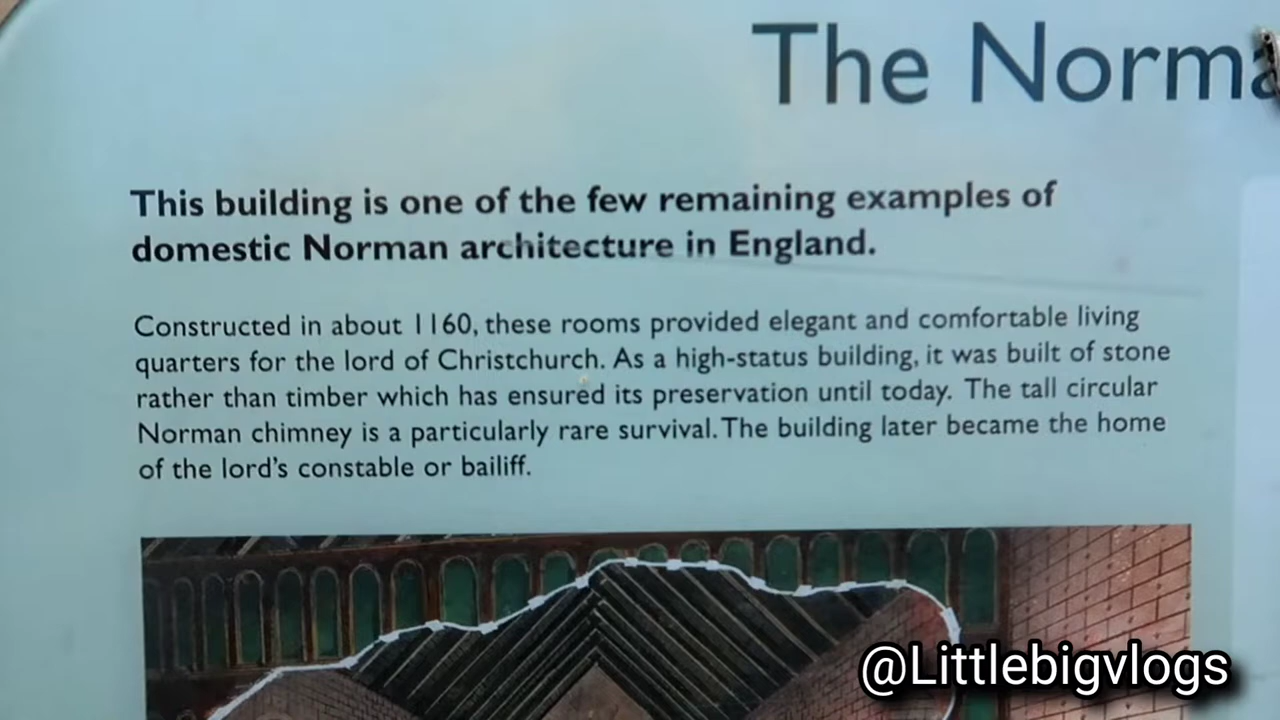 The Norma
This building is one of the few remaining examples of
domestic Norman architecture in England.
Constructed in about 1160, these rooms provided elegant and comfortable living
quarters for the lord of Christchurch. As a high-status building, it was built of stone
rather than timber which has ensured its preservation until today. The tall circular
Norman chimney is a particularly rare survival. The building later became the home
of the lord's constable or bailiff.
@Littlebigvlogs